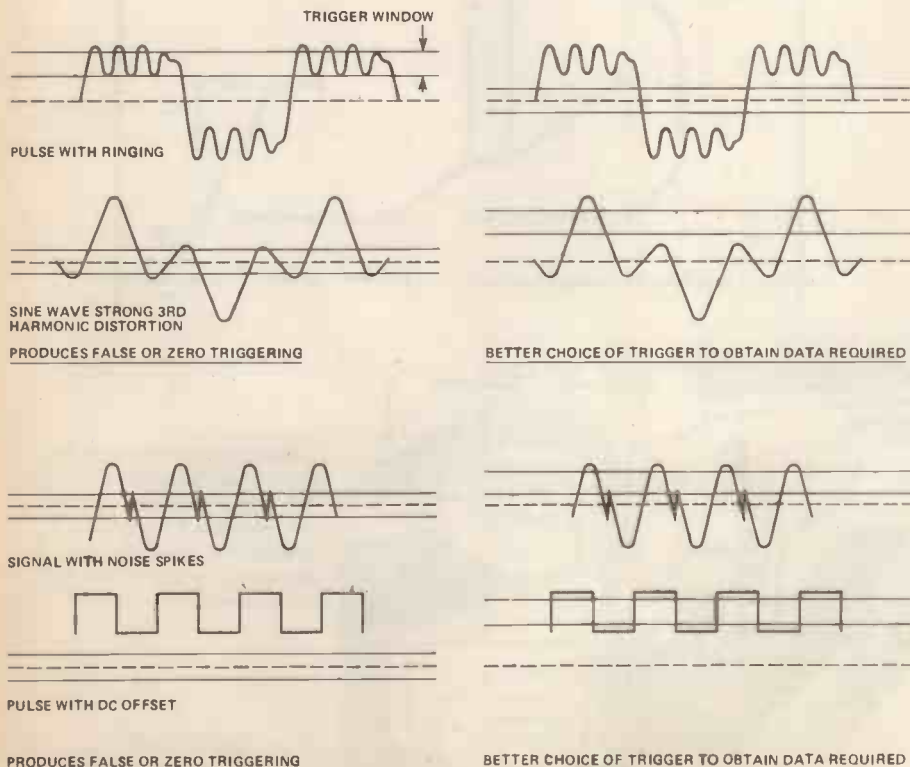 TRIGGER WINDOW
PULSE WITH RINGING
SINE WAVE STRONG 3RD
HARMONIC DISTORTION
PRODUCES FALSE OR ZERO TRIGGERING
BETTER CHOICE OF TRIGGER TO OBTAIN DATA REQUIRED
SIGNAL WITH NOISE SPIKES
PULSE WITH DC OFFSET
PRODUCES FALSE OR ZERO TRIGGERING
BETTER CHOICE OF TRIGGER TO OBTAIN DATA REQUIRED